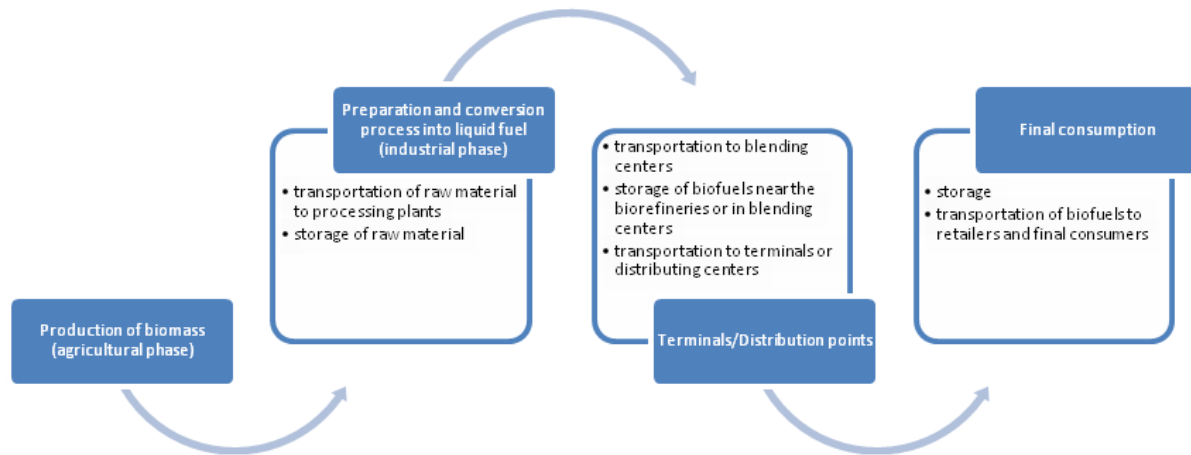 Production of biomass
(agricultural phase)
Preparation and conversion
process into liquid fuel
(industrial phase)
• transportation of raw material
to processing plants
• storage of raw material
• transportation to blending
centers
• storage of biofuels near the
biorefineries or in blending
centers
• transportation to terminals or
distributing centers
Terminals/Distribution points
Final consumption
• storage
• transportation of biofuels to
retailers and final consumers